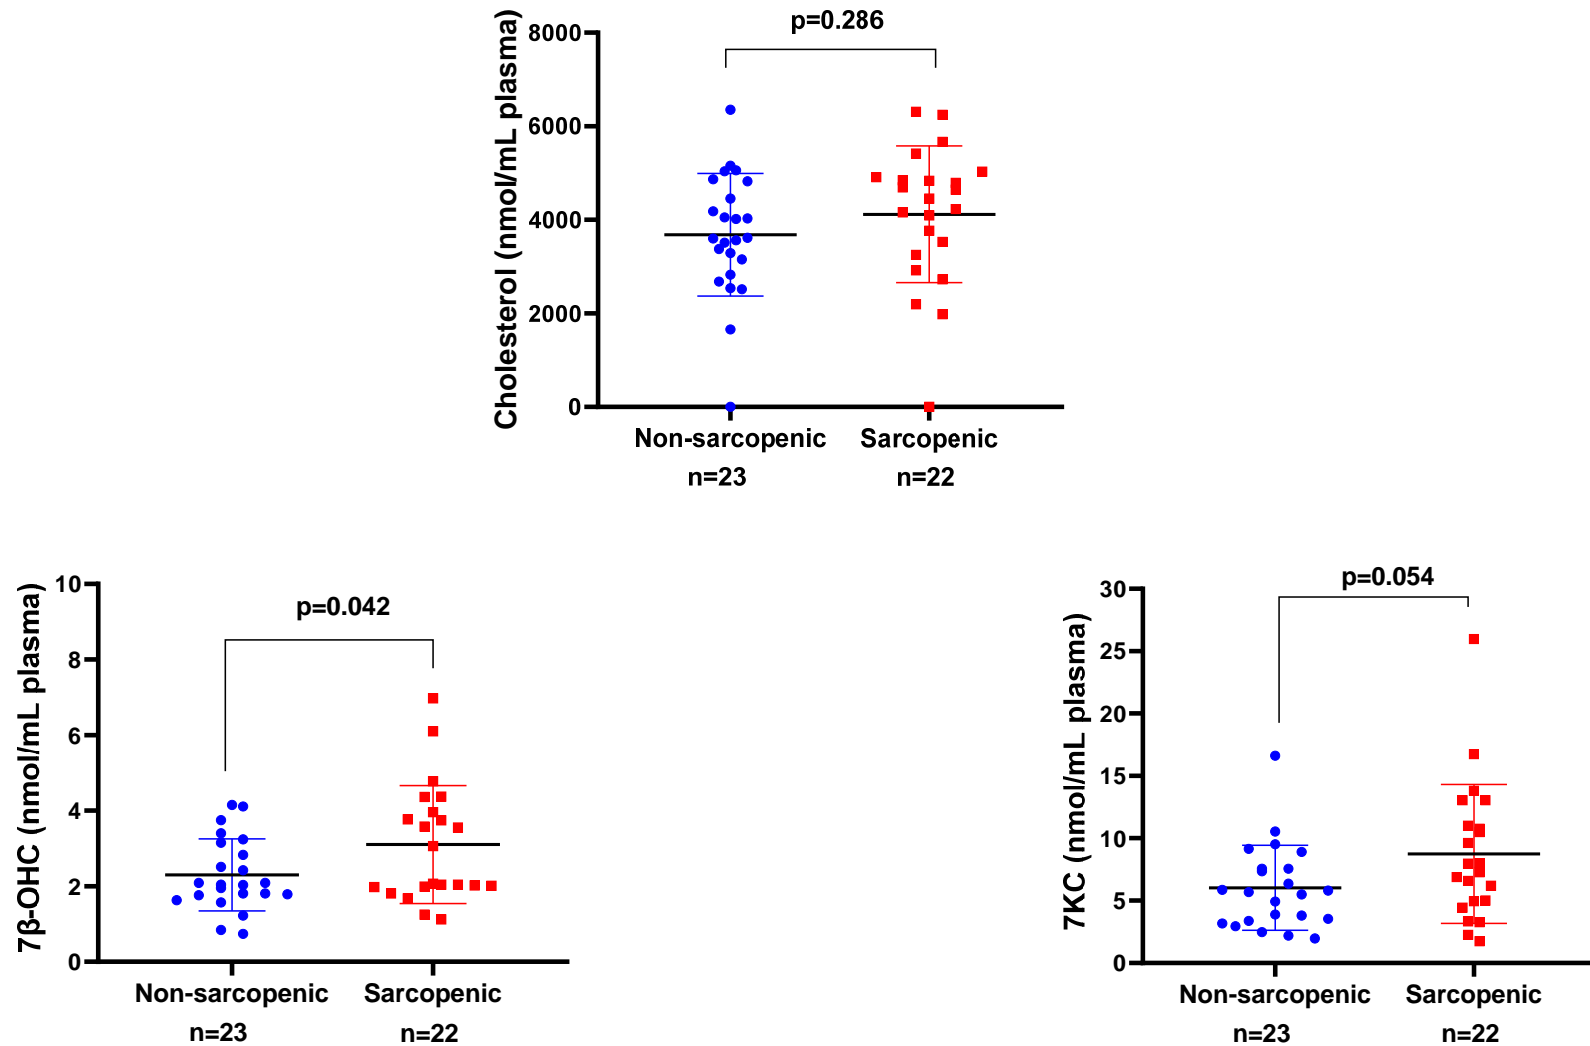 p=0.286
Cholesterol (nmol/mL plasma)
8000
6000
4000
2000
0
Non-sarcopenic Sarcopenic
n=23 n=22
p=0.042
7β-OHC (nmol/mL plasma)
10
8
6
4
2
0
Non-sarcopenic Sarcopenic
n=23 n=22
p=0.054
7KC (nmol/mL plasma)
30
25
20
15
10
5
0
Non-sarcopenic Sarcopenic
n=23 n=22